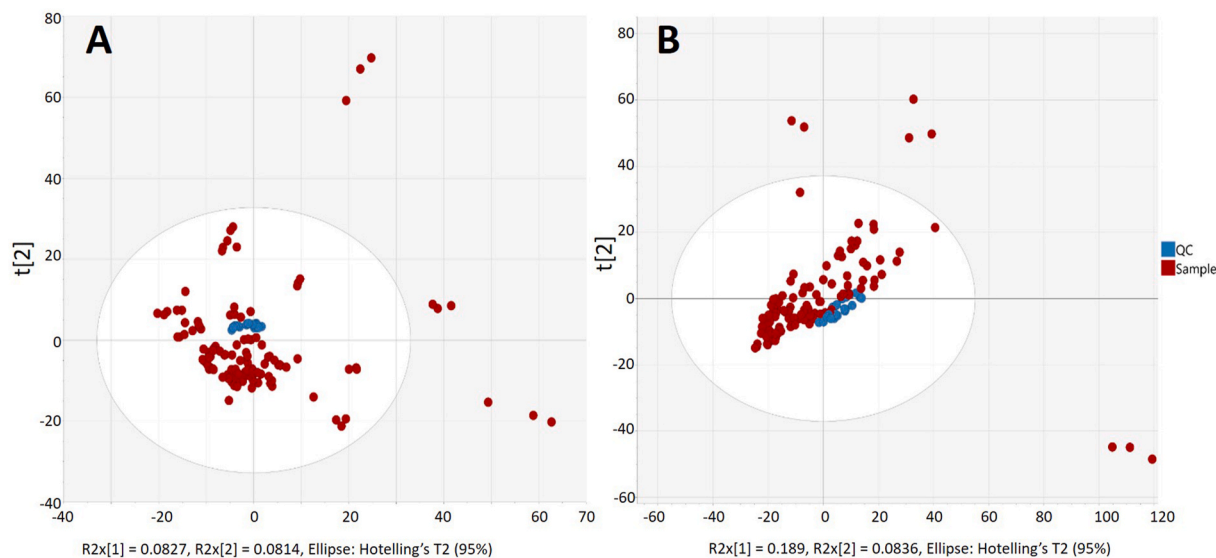 A
80
60
40
20
0
-20
-40
t[2]
-40 -20 0 20 40 60 70
R2x[1] = 0.0827, R2x[2] = 0.0814, Ellipse: Hotelling's T2 (95%)
B
80
60
40
20
0
-20
-40
-60
t[2]
-60 -40 -20 0 20 40 60 80 100 120
R2x[1] = 0.189, R2x[2] = 0.0836, Ellipse: Hotelling's T2 (95%)
QC
Sample